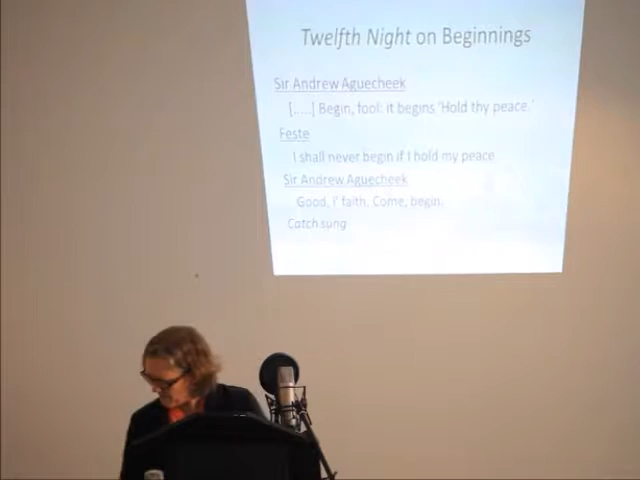 Twelfth Night on Beginnings
Sir Andrew Aguecheek
[.....] Begin, fool: it begins 'Hold thy peace.'
Feste
I shall never begin if I hold my peace.
Sir Andrew Aguecheek
Good, i' faith. Come, begin.
Catch sung